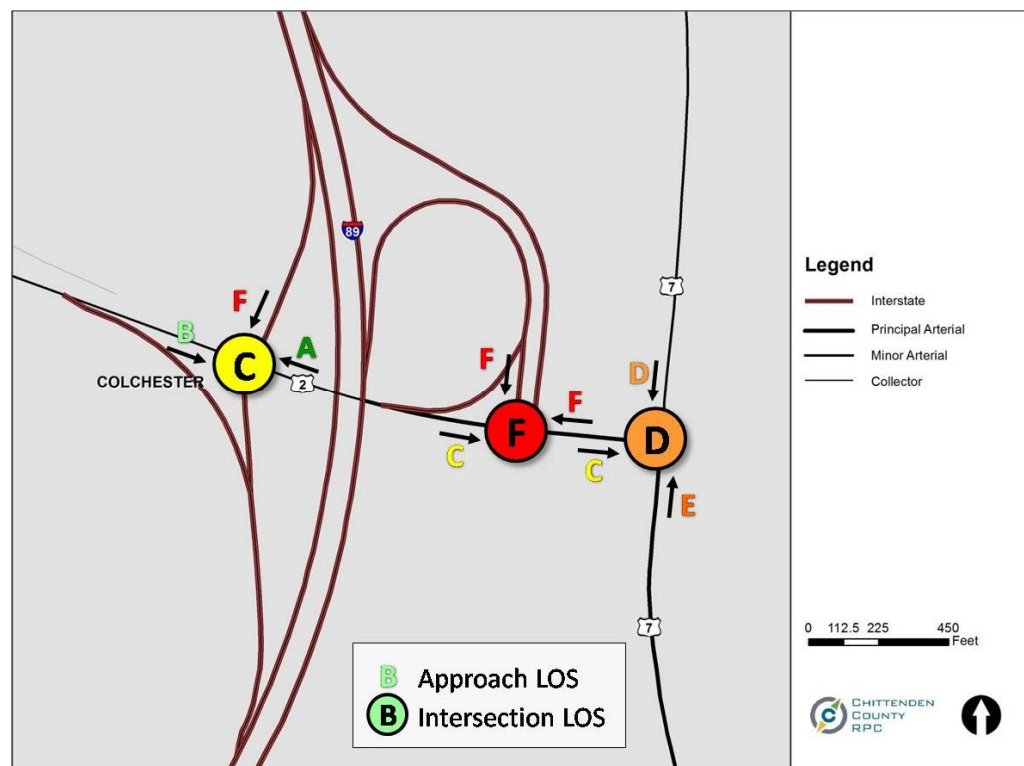 89
7
F
B
A
C
COLCHESTER
2
F
F
D
F
D
C
C
E
7
B Approach LOS
B Intersection LOS
Legend
Interstate
Principal Arterial
Minor Arterial
Collector
0 112.5 225 450
Feet
C
CHITTENDEN
COUNTY
RPC